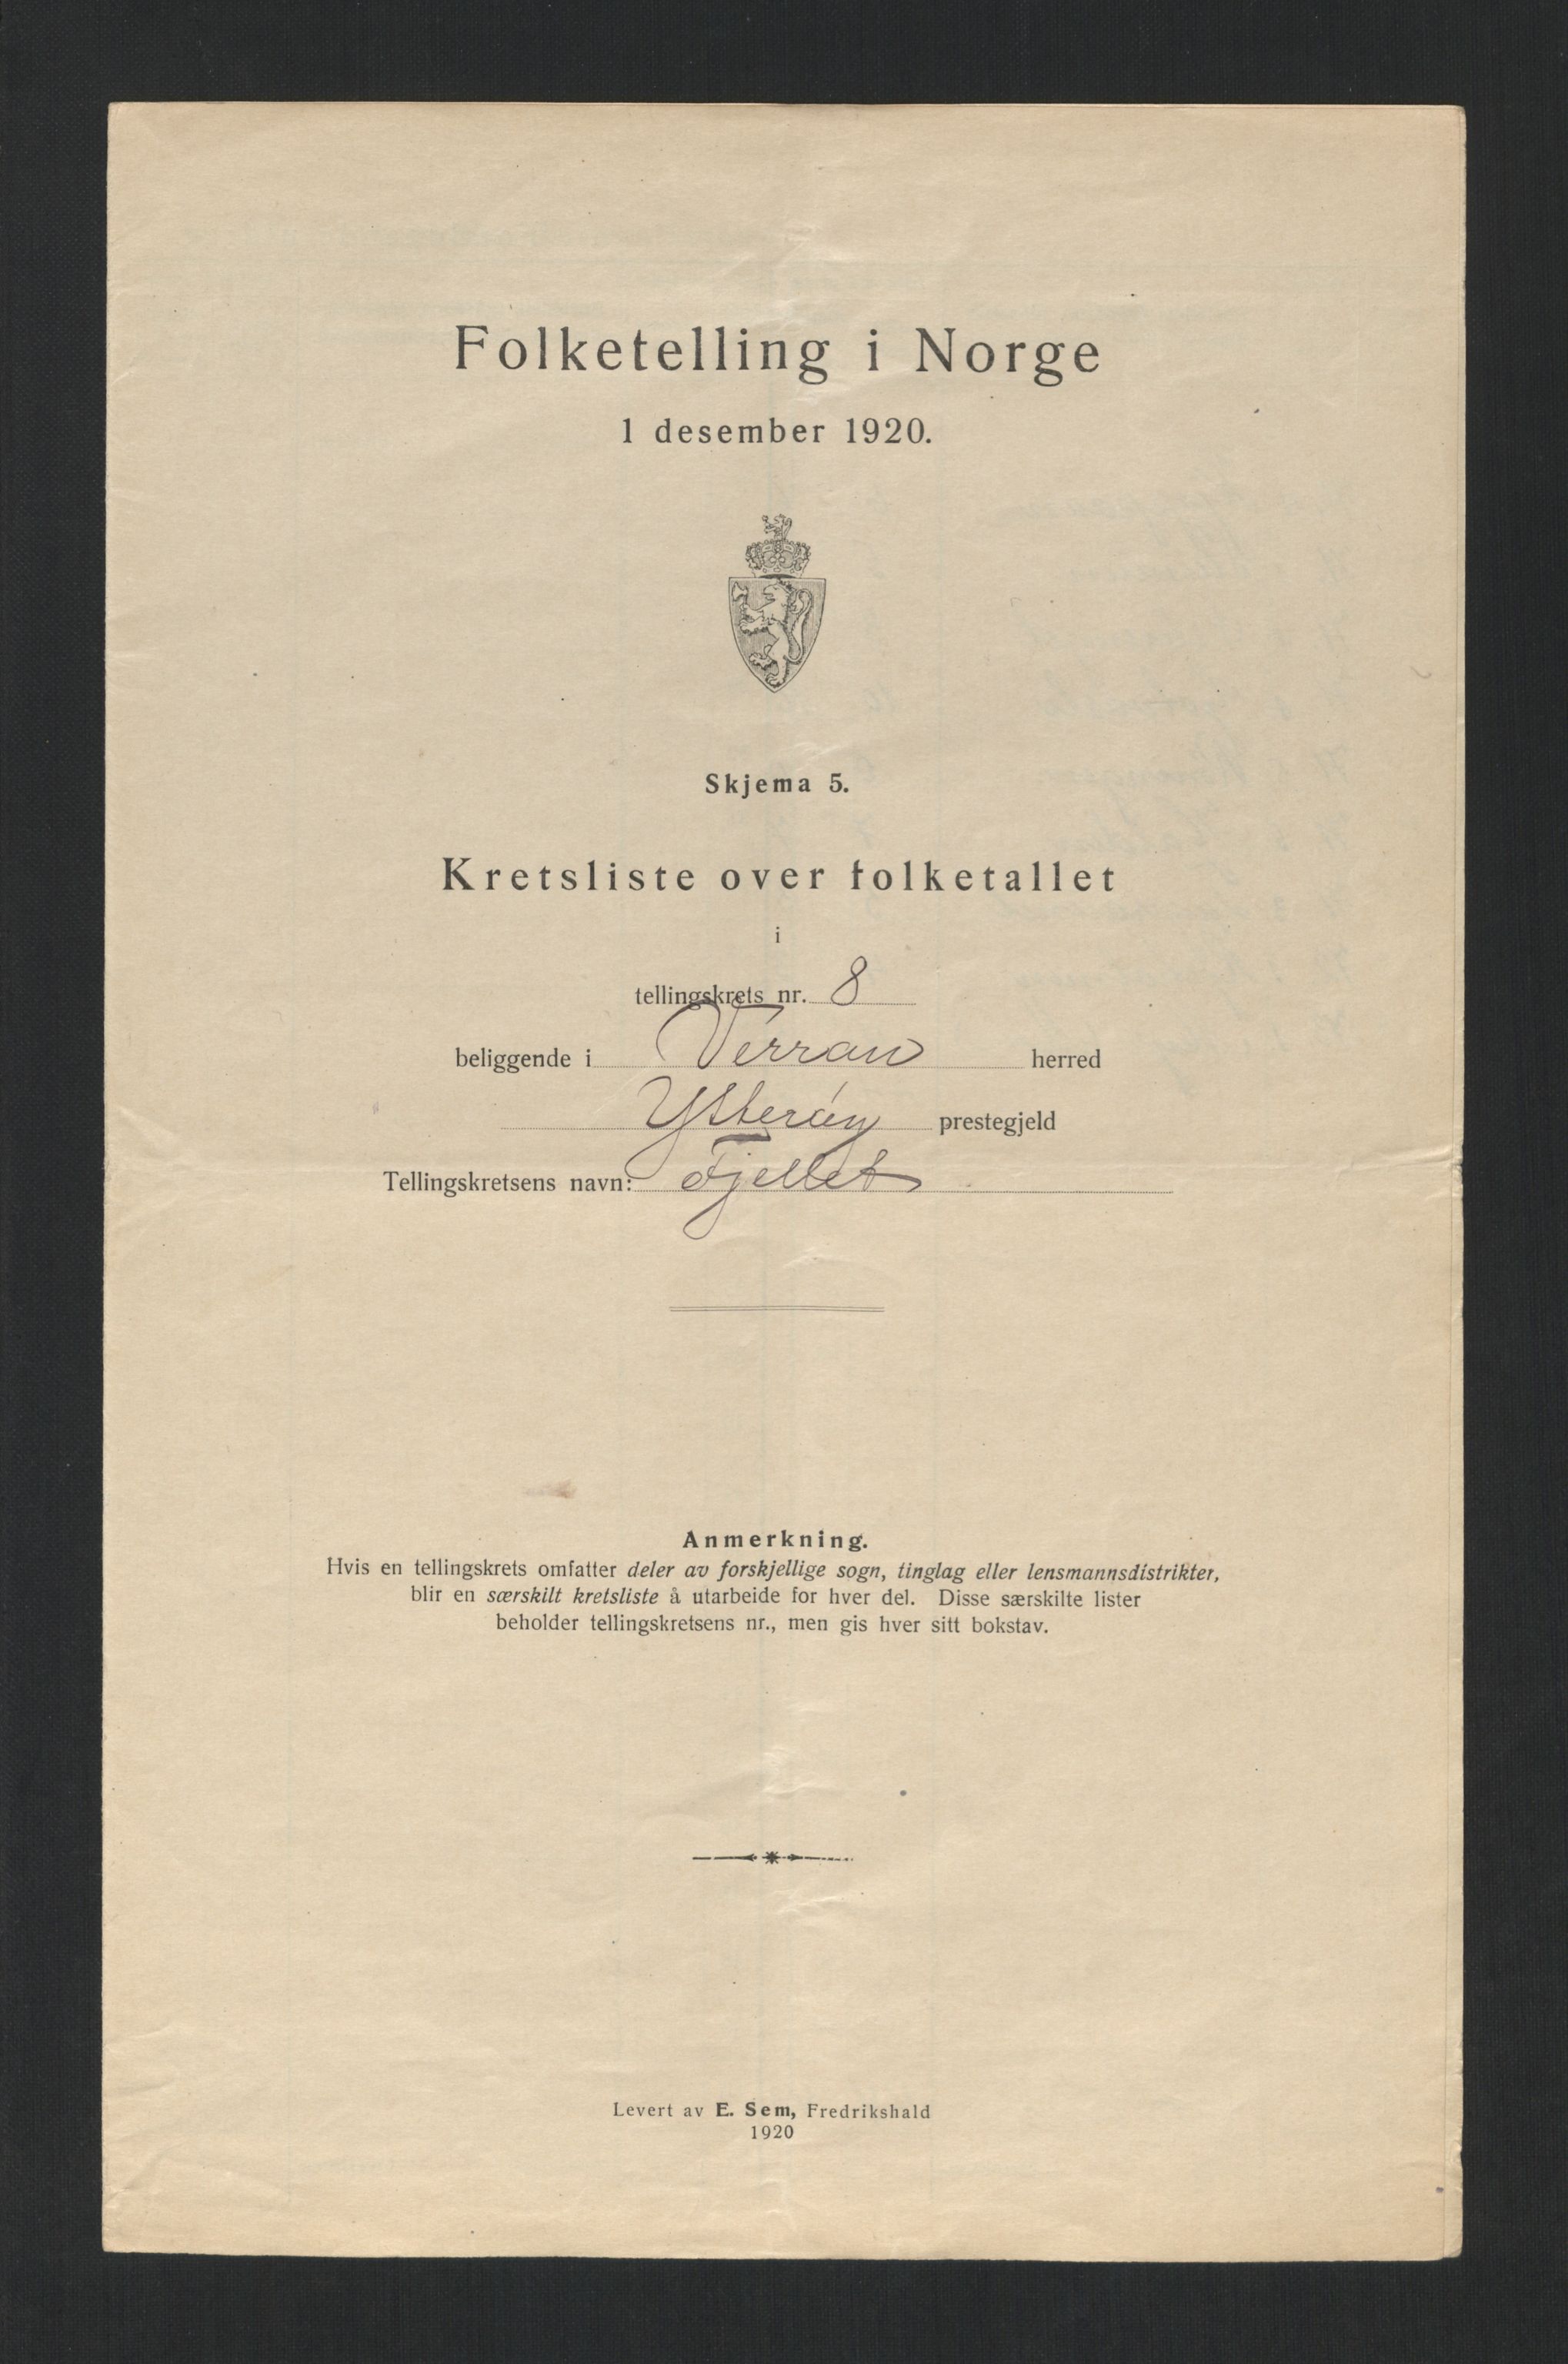 Folketelling i Norge
1 desember 1920.
Skjema 5.
Kretsliste over folketallet
i
tellingskrets nr. 8
beliggende i Verran herred
Ytterøy prestegjeld
Tellingskretsens navn: Fjellet
Anmerkning.
Hvis en tellingskrets omfatter deler av forskjellige sogn, tinglag eller lensmannsdistrikter,
blir en særskilt kretsliste å utarbeide for hver del. Disse særskilte lister
beholder tellingskretsens nr., men gis hver sitt bokstav.
Levert av E. Sem, Fredrikshald
1920